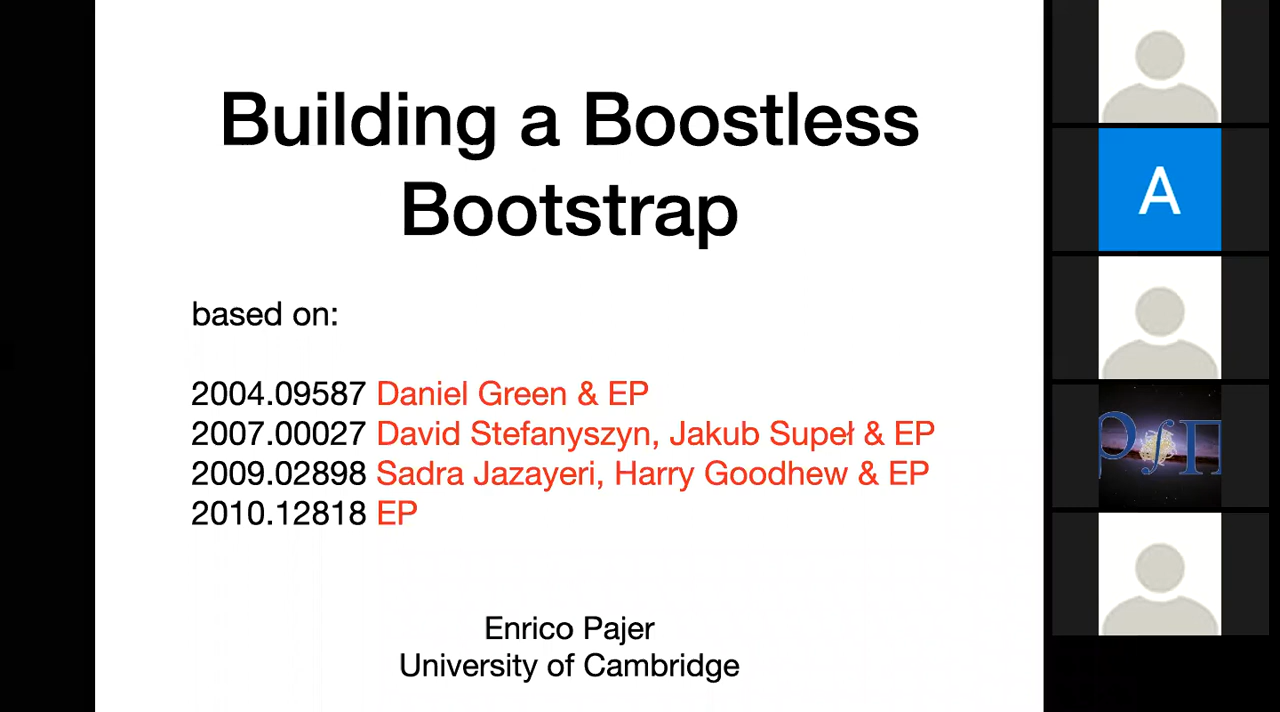 Building a Boostless
Bootstrap
based on:
2004.09587 Daniel Green & EP
2007.00027 David Stefanyszyn, Jakub Supeł & EP
2009.02898 Sadra Jazayeri, Harry Goodhew & EP
2010.12818 EP
Enrico Pajer
University of Cambridge
A